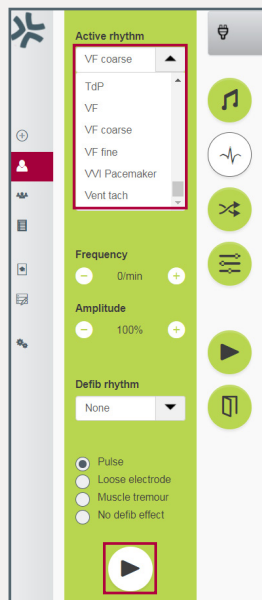 Active rhythm
VF coarse
TdP
VF
VF coarse
VF fine
VVI Pacemaker
Vent tach
Frequency
0/min
Amplitude
100%
Defib rhythm
None
Pulse
Loose electrode
Muscle tremour
No defib effect